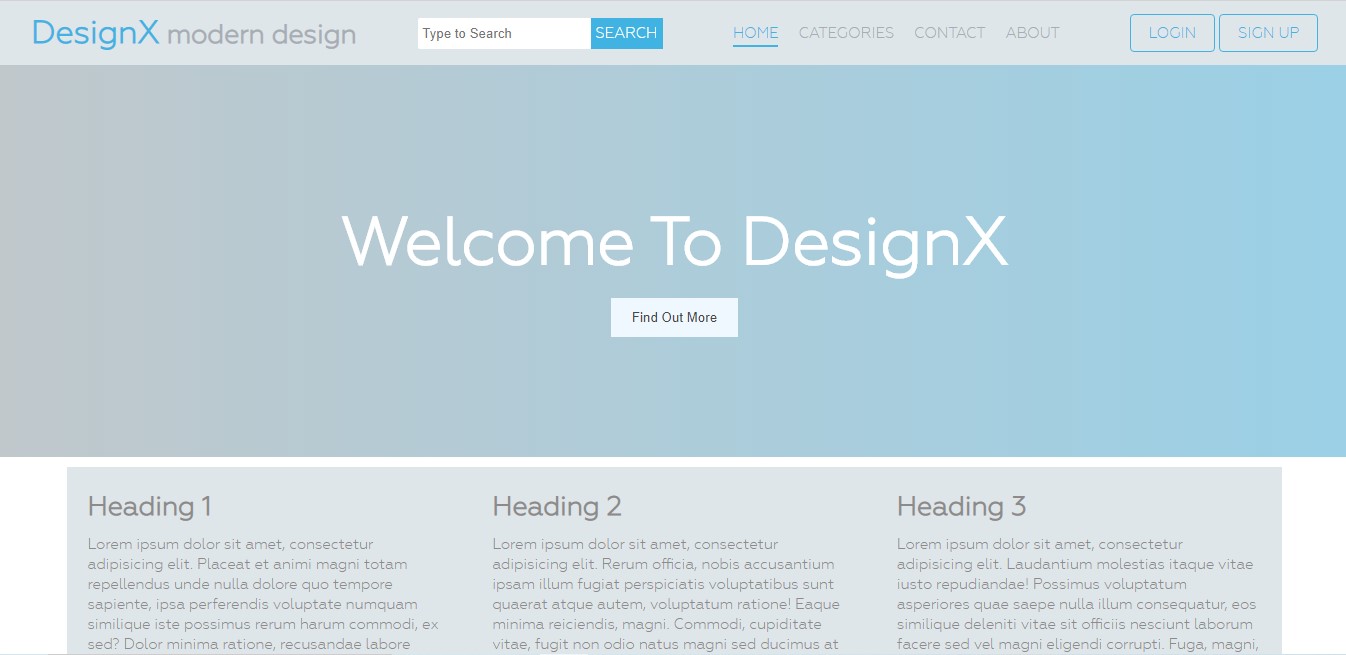 DesignX modern design
Type to Search
SEARCH
HOME CATEGORIES CONTACT ABOUT
LOGIN
SIGN UP
Welcome To DesignX
Find Out More
Heading 1
Lorem ipsum dolor sit amet, consectetur
adipisicing elit. Placeat et animi magni totam
repellendus unde nulla dolore quo tempore
sapiente, ipsa perferendis voluptate numquam
similique iste possimus rerum harum commodi, ex
sed? Dolor minima ratione, recusandae labore
Heading 2
Lorem ipsum dolor sit amet, consectetur
adipisicing elit. Rerum officia, nobis accusantium
ipsam illum fugiat perspiciatis voluptatibus sunt
quaerat atque autem, voluptatum ratione! Eaque
minima reiciendis, magni. Commodi, cupiditate
vitae, fugit non odio natus magni sed ducimus at
Heading 3
Lorem ipsum dolor sit amet, consectetur
adipisicing elit. Laudantium molestias itaque vitae
iusto repudiandae! Possimus voluptatum
asperiores quae saepe nulla illum consequatur, eos
similique deleniti vitae sit officiis nesciunt laborum
facere sed vel magni eligendi corrupti. Fuga, magni,